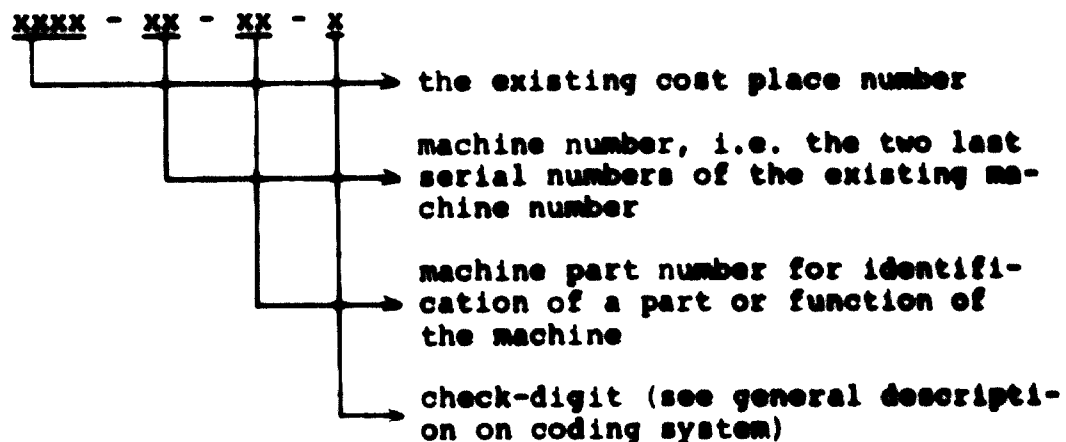 xxxx - xx - xx - x
the existing cost place number
machine number, i.e. the two last
serial numbers of the existing ma-
chine number
machine part number for identifi-
cation of a part or function of
the machine
check-digit (see general descripti-
on on coding system)